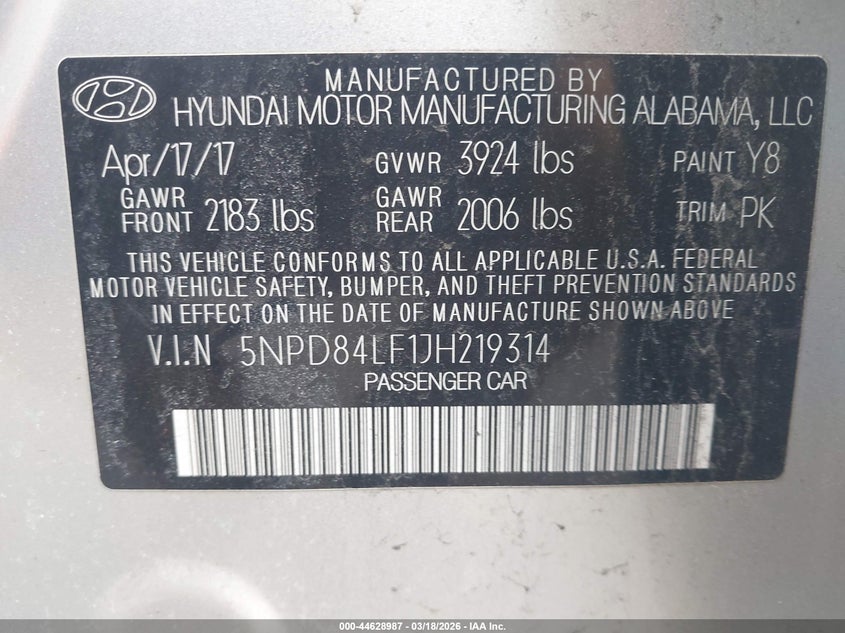 MANUFACTURED BY
HYUNDAI MOTOR MANUFACTURING ALABAMA, LLC
Apr/17/17 GVWR 3924 lbs PAINT Y8
GAWR FRONT 2183 lbs GAWR REAR 2006 lbs TRIM PK
THIS VEHICLE CONFORMS TO ALL APPLICABLE U.S.A. FEDERAL
MOTOR VEHICLE SAFETY, BUMPER, AND THEFT PREVENTION STANDARDS
IN EFFECT ON THE DATE OF MANUFACTURE SHOWN ABOVE
V.I.N 5NPD84LF1JH219314
PASSENGER CAR
000-44628987 - 03/18/2026 - IAA Inc.